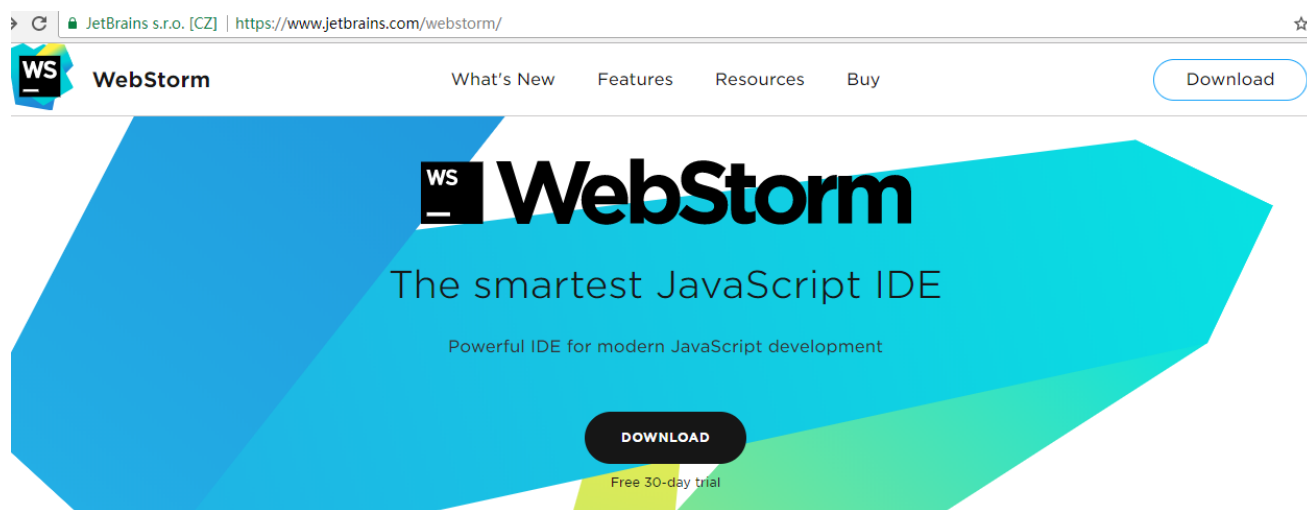 JetBrains s.r.o. [CZ] | https://www.jetbrains.com/webstorm/
WS WebStorm What's New Features Resources Buy Download
WS WebStorm
The smartest JavaScript IDE
Powerful IDE for modern JavaScript development
DOWNLOAD
Free 30-day trial